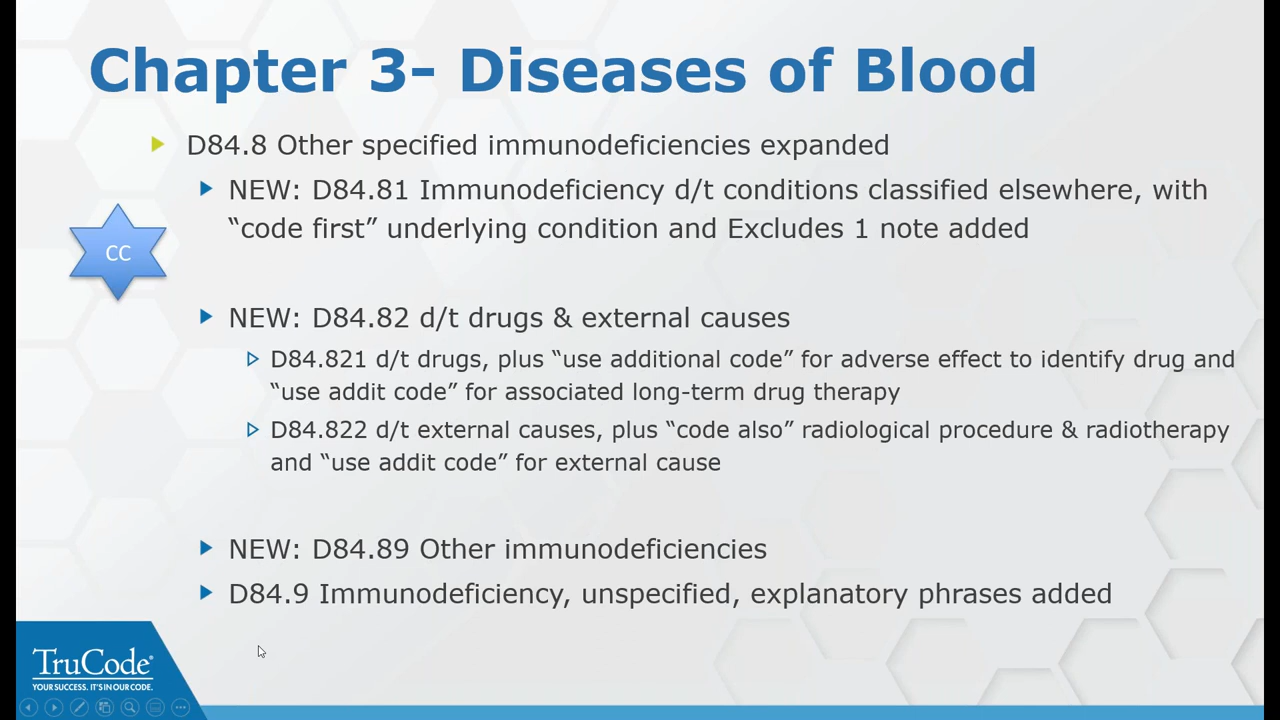 Chapter 3- Diseases of Blood
D84.8 Other specified immunodeficiencies expanded
NEW: D84.81 Immunodeficiency d/t conditions classified elsewhere, with
“code first” underlying condition and Excludes 1 note added
CC
NEW: D84.82 d/t drugs & external causes
D84.821 d/t drugs, plus “use additional code” for adverse effect to identify drug and
“use addit code” for associated long-term drug therapy
D84.822 d/t external causes, plus “code also” radiological procedure & radiotherapy
and “use addit code” for external cause
NEW: D84.89 Other immunodeficiencies
D84.9 Immunodeficiency, unspecified, explanatory phrases added
TruCode®
YOUR SUCCESS. IT'S IN OUR CODE.